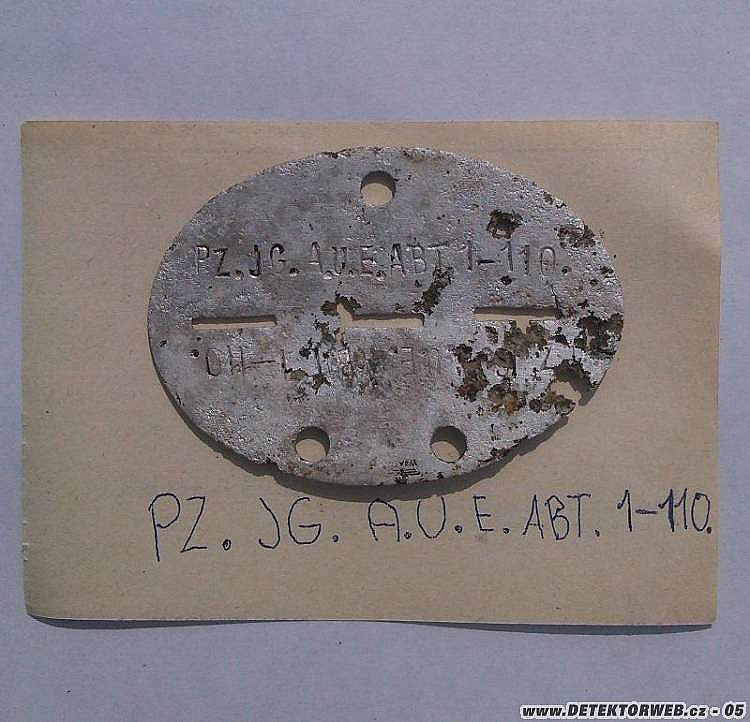 PZ.JG.A.U.E.ABT 1-110.
PZ. JG. A.U.E. ABT. 1-110.
www.DETEKTORWEB.cz - 05